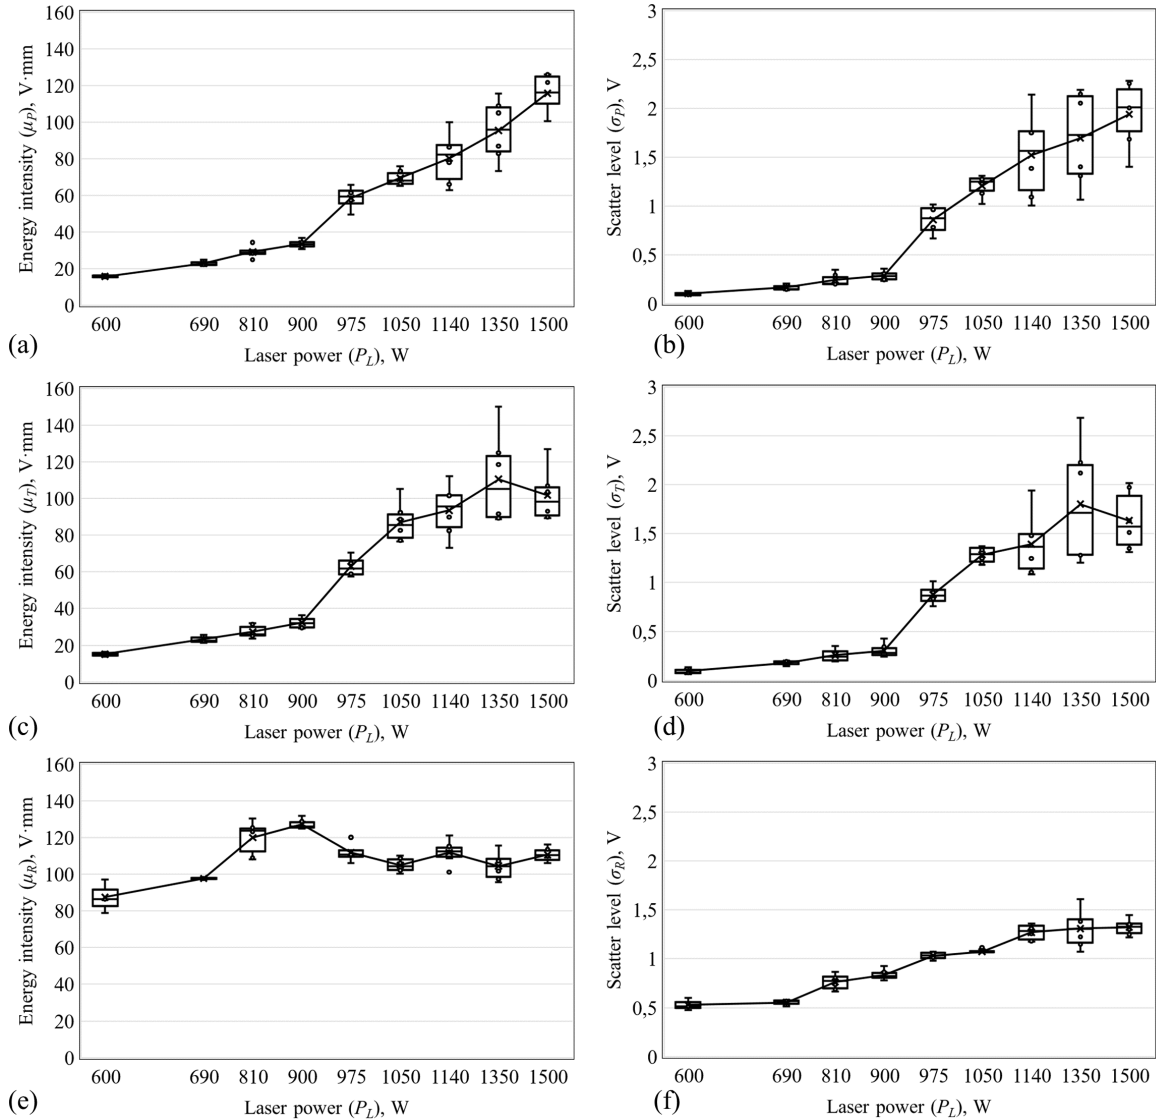 160
140
120
100
80
60
40
20
0
Energy intensity (μP), V·mm
600 690 810 900 975 1050 1140 1350 1500
(a)
Laser power (PL), W
3
2,5
2
1,5
1
0,5
0
Scatter level (σP), V
600 690 810 900 975 1050 1140 1350 1500
(b)
Laser power (PL), W
160
140
120
100
80
60
40
20
0
Energy intensity (μT), V·mm
600 690 810 900 975 1050 1140 1350 1500
(c)
Laser power (PL), W
3
2,5
2
1,5
1
0,5
0
Scatter level (σT), V
600 690 810 900 975 1050 1140 1350 1500
(d)
Laser power (PL), W
160
140
120
100
80
60
40
20
0
Energy intensity (μR), V·mm
600 690 810 900 975 1050 1140 1350 1500
(e)
Laser power (PL), W
3
2,5
2
1,5
1
0,5
0
Scatter level (σR), V
600 690 810 900 975 1050 1140 1350 1500
(f)
Laser power (PL), W